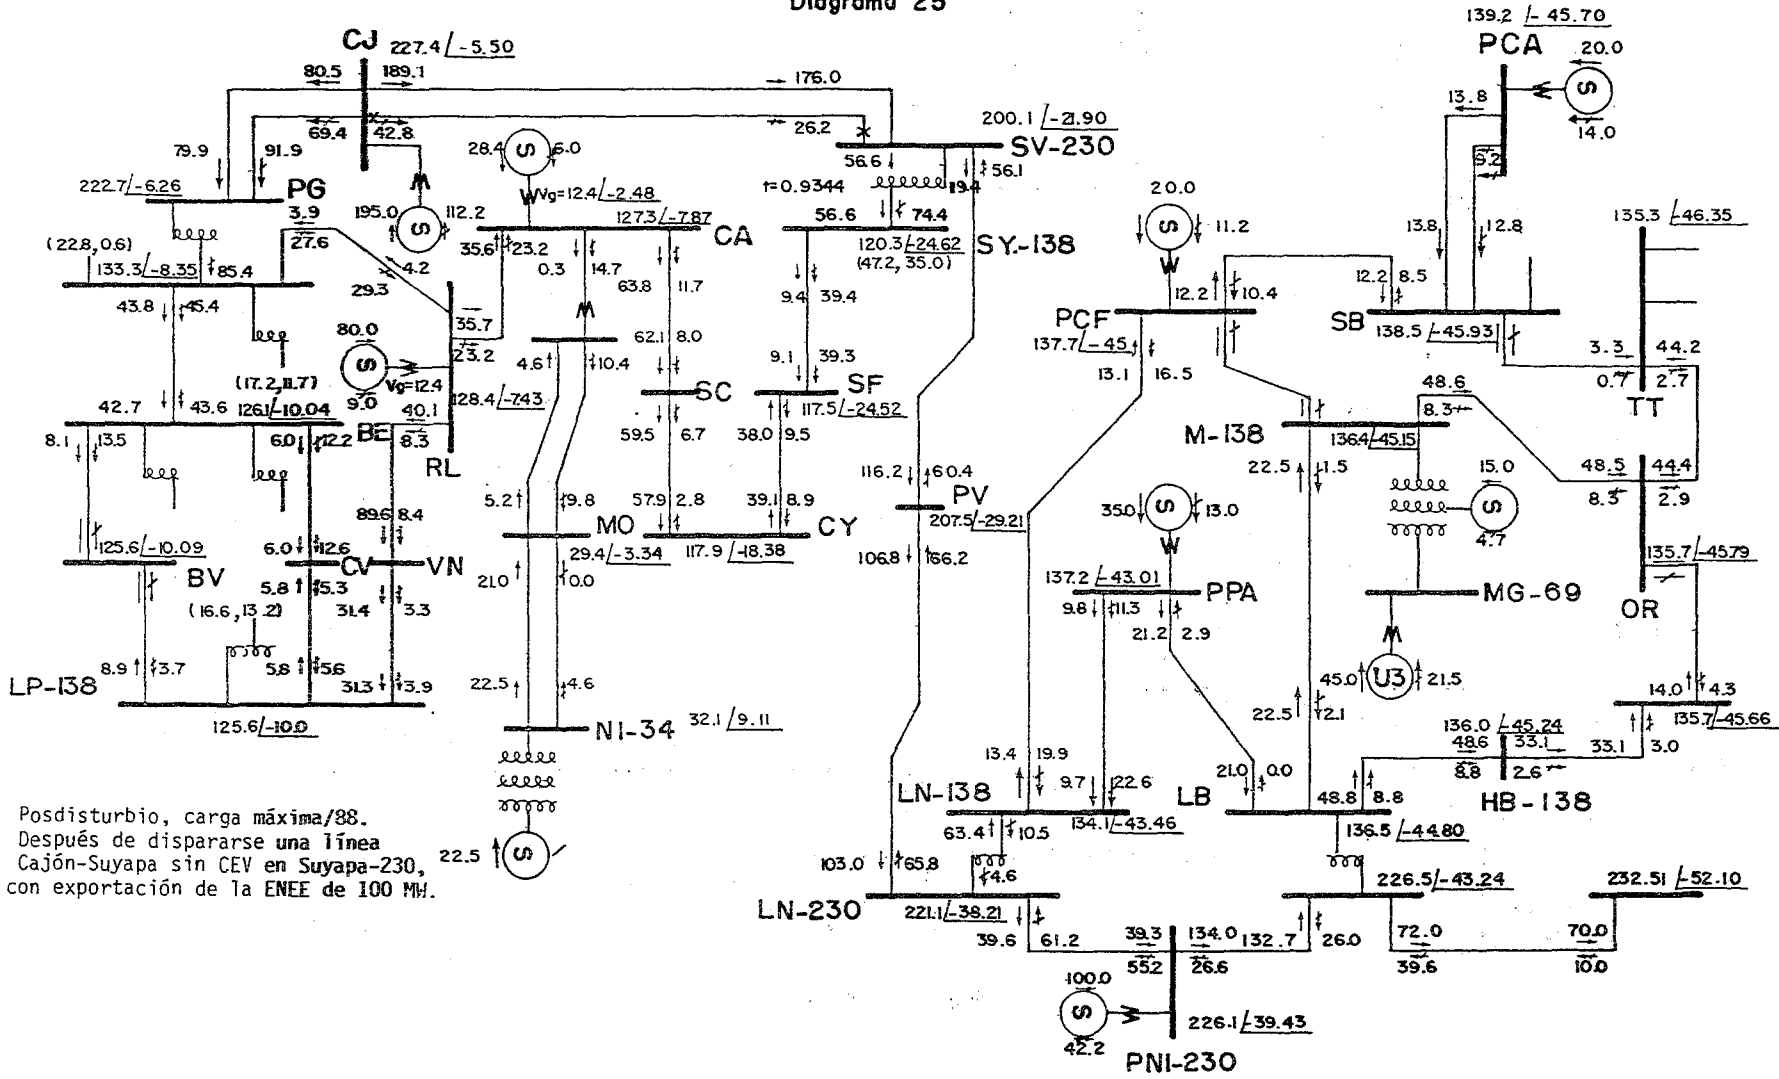 Diagrama 25
139.2 /-45.70
CJ 227.4 /-5.50
PCA 20.0
80.5 189.1 176.0
13.8
14.0
69.4 42.8 26.2
200.1 /-21.90
SV-230
28.4 S 6.0
79.9 91.9
56.6 56.1
222.7 /-6.26 PG
Vg=12.4 /-2.48
t=0.9344 19.4
20.0
S 11.2
135.3 /-46.35
3.9
27.6
195.0 S 112.2
127.3 /-7.87 CA
56.6 74.4
120.3 /-24.62 SY-138
(47.2, 35.0)
13.8 12.8
(22.8, 0.6)
133.3 /-8.35 85.4
35.6 23.2
4.2
0.3 14.7
63.8 11.7
12.2 8.5
43.8 45.4
29.3
9.4 39.4
12.2 10.4
PCF
137.7 /-45
SB
138.5 /-45.93
35.7
23.2
62.1 8.0
80.0
S
Vg=12.4
9.0
4.6 10.4
9.1 39.3
13.1 16.5
3.3 44.2
0.7 2.7
TT
(17.2, 11.7)
SC SF
117.5 /-24.52
48.6
8.3
42.7 43.6 126.1 /-10.04
128.4 /-7.43
40.1
8.3
BE
RL
8.1 13.5
6.0 12.2
59.5 6.7
38.0 9.5
M-138
136.4 /-45.15
22.5 1.5
116.2 60.4
48.5 44.4
8.3 2.9
5.2 9.8
57.9 2.8
39.1 8.9
PV
207.5 /-29.21
35.0 S 13.0
15.0
S
4.7
89.6 8.4
MO
29.4 /-3.34
CY
117.9 /-18.38
125.6 /-10.09
BV
6.0 12.6
CV VN
106.8 66.2
137.2 /-43.01
PPA
MG-69
135.7 /-45.79
OR
5.8 5.3
(16.6, 13.2)
31.4 3.3
21.0 0.0
9.8 11.3
21.2 2.9
8.9 3.7
5.8 5.6
31.3 3.9
22.5 4.6
45.0 U3 21.5
14.0 4.3
135.7 /-45.66
LP-138
125.6 /-10.0
NI-34 32.1 /9.11
22.5 2.1
136.0 /-45.24
48.6 33.1
8.8 2.6
33.1 3.0
HB-138
13.4 19.9
9.7 22.6
21.0 0.0
LN-138
134.1 /-43.46
LB
48.8 8.8
136.5 /-44.80
Posdisturbio, carga máxima/88.
Después de dispararse una línea
Cajón-Suyapa sin CEV en Suyapa-230,
con exportación de la ENEE de 100 MW.
22.5 S
63.4 10.5
103.0 65.8
4.6
LN-230
221.1 /-38.21
226.5 /-43.24
232.51 /-52.10
39.6 61.2
39.3 134.0 132.7 26.0
55.2 26.6
72.0 70.0
39.6 10.0
100.0
S
42.2
226.1 /-39.43
PNI-230